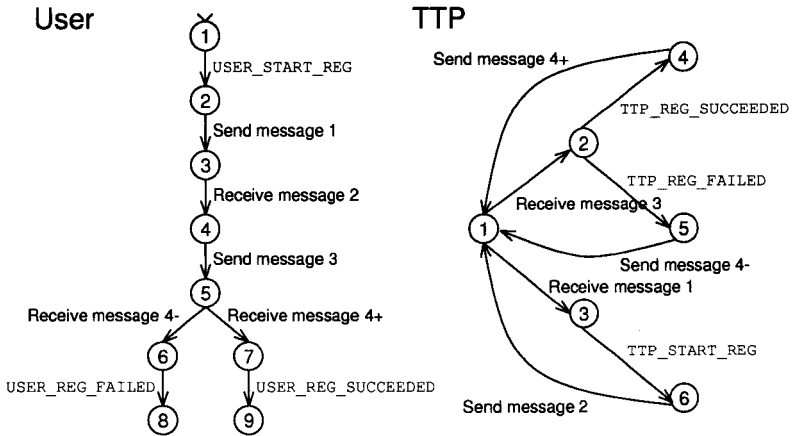 User
1
USER_START_REG
2
Send message 1
3
Receive message 2
4
Send message 3
5
Receive message 4-
Receive message 4+
6
7
USER_REG_FAILED
USER_REG_SUCCEEDED
8
9
TTP
Send message 4+
4
TTP_REG_SUCCEEDED
2
TTP_REG_FAILED
Receive message 3
1
5
Send message 4-
Receive message 1
3
TTP_START_REG
6
Send message 2